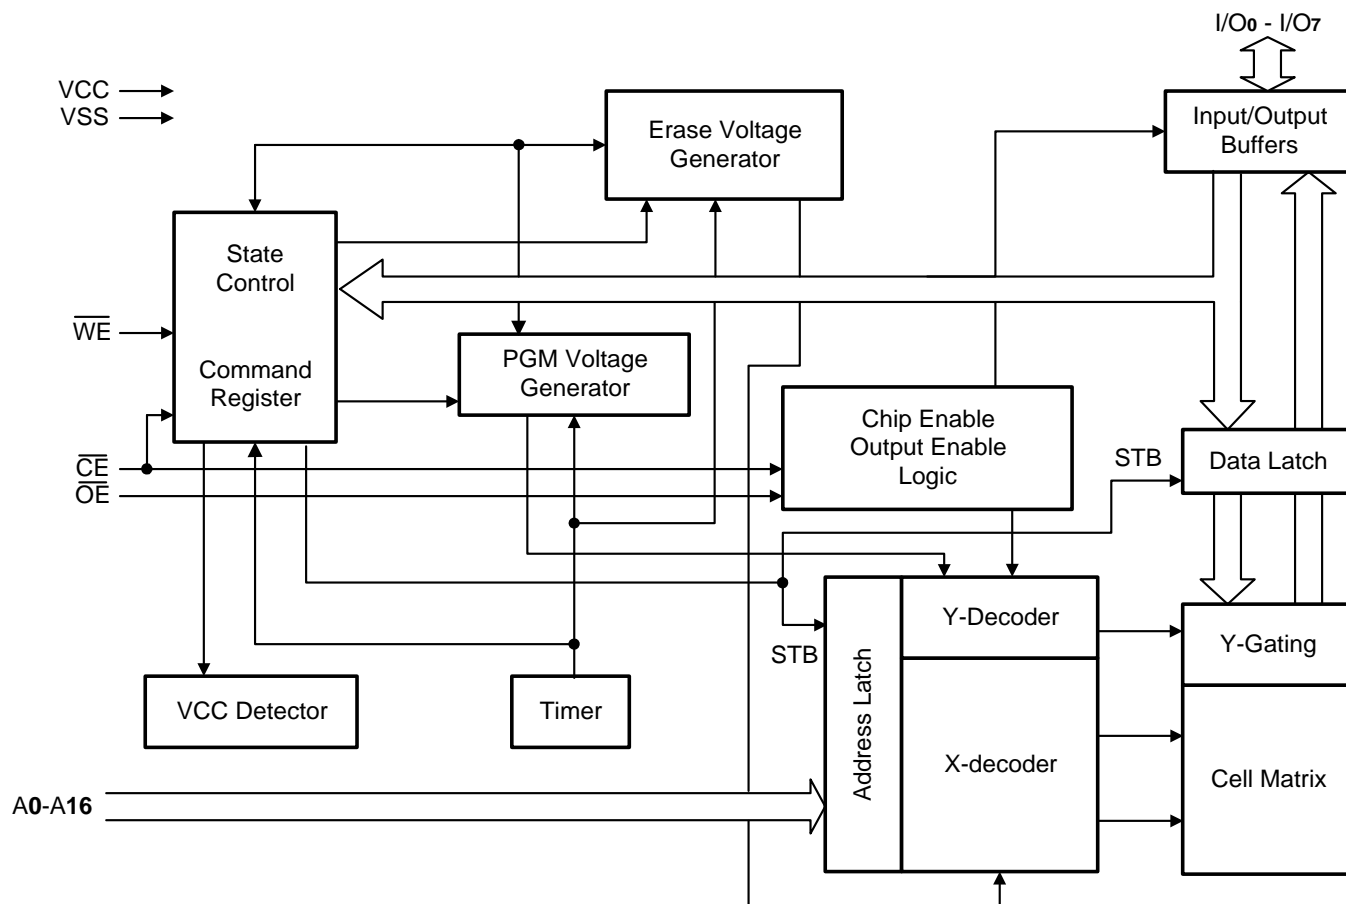 I/O0 - I/O7
VCC
VSS
Erase Voltage
Generator
Input/Output
Buffers
State
Control
WE
Command
Register
PGM Voltage
Generator
Chip Enable
Output Enable
Logic
CE
OE
STB
Data Latch
Y-Decoder
Y-Gating
STB
VCC Detector
Timer
Address Latch
X-decoder
Cell Matrix
A0-A16